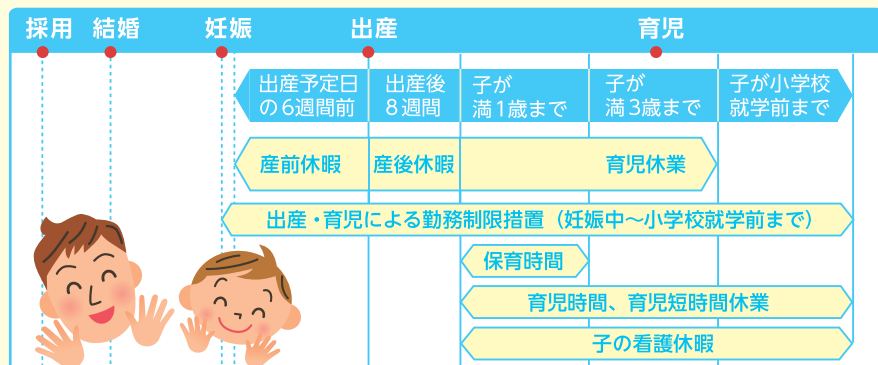 採用 結婚 妊娠 出産 育児
出産予定日
の6週間前
出産後
8週間
子が
満1歳まで
子が
満3歳まで
子が小学校
就学前まで
産前休暇 産後休暇 育児休業
出産・育児による勤務制限措置（妊娠中～小学校就学前まで）
保育時間
育児時間、育児短時間休業
子の看護休暇